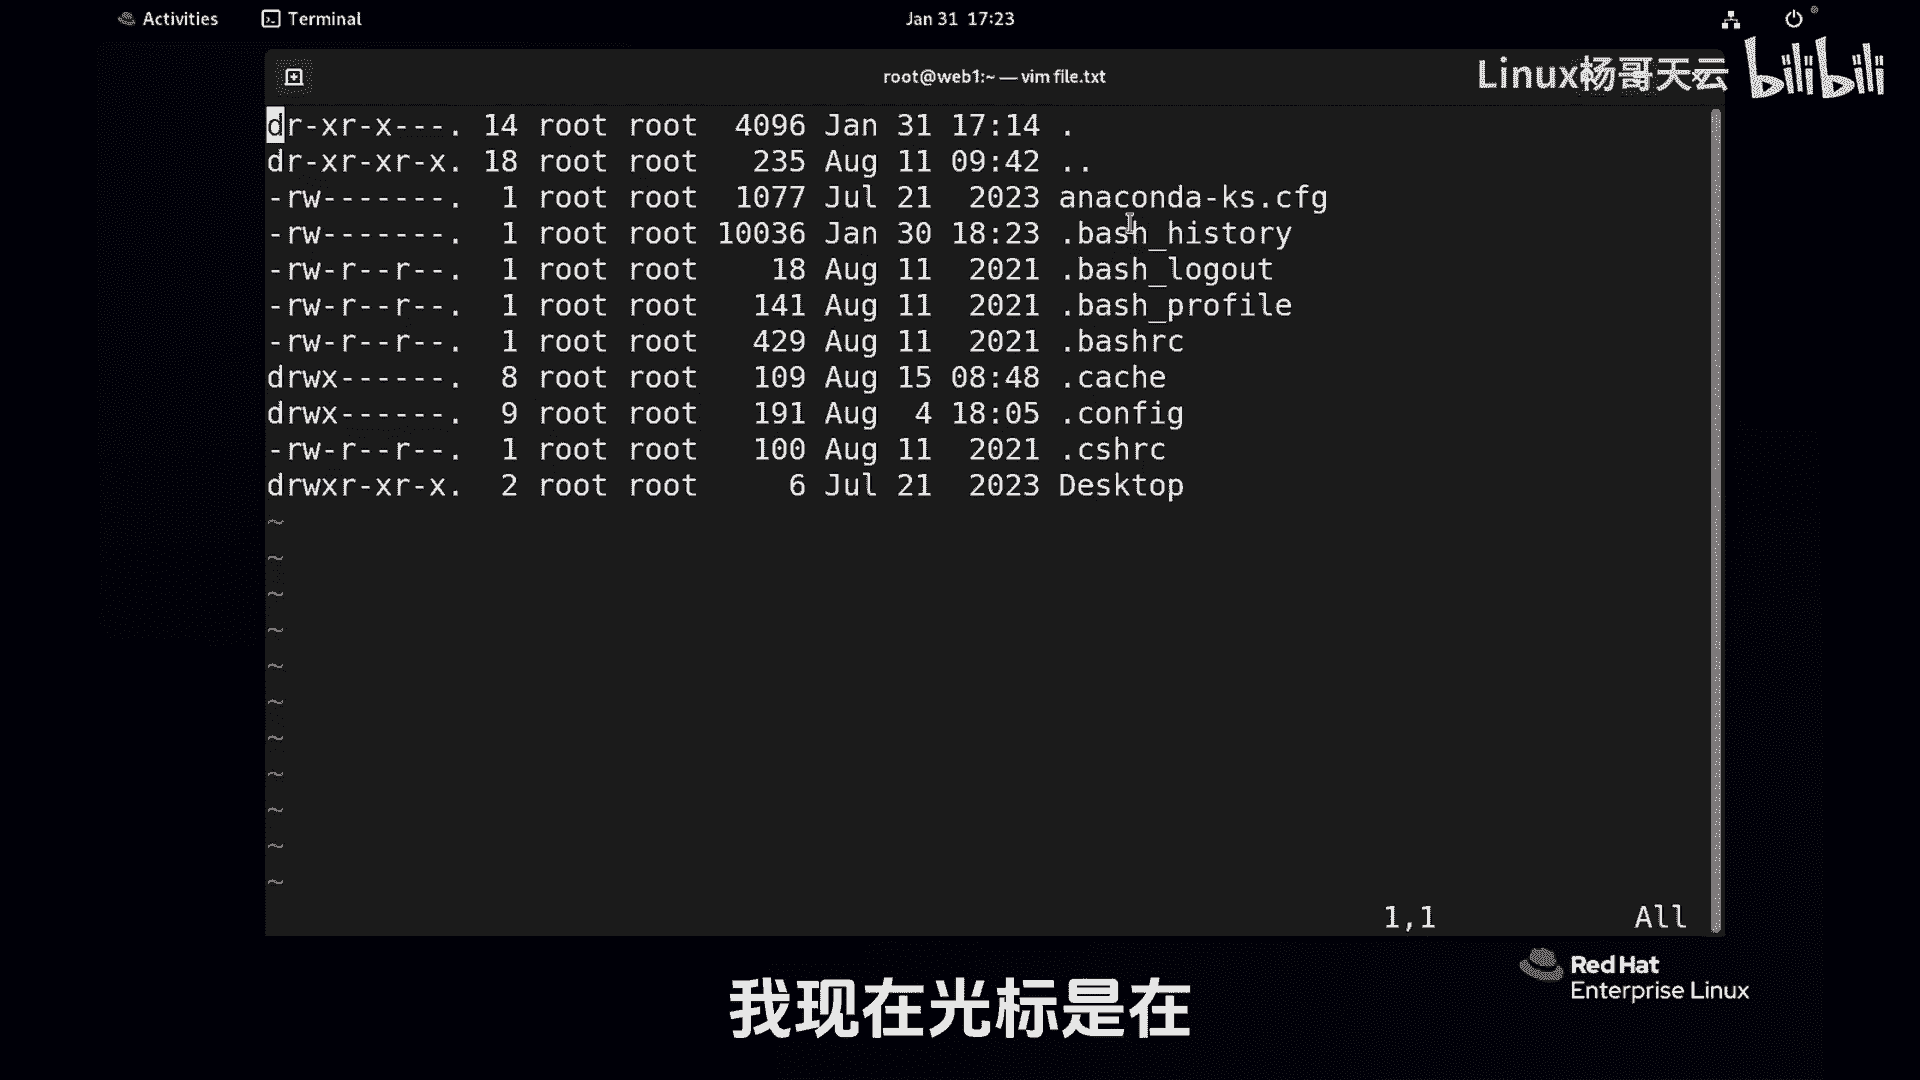 Activities Terminal Jan 31 17:23
root@web1:~ — vim file.txt
Linux杨哥天云 bilibili
dr-xr-x---. 14 root root  4096 Jan 31 17:14 .
dr-xr-xr-x. 18 root root   235 Aug 11 09:42 ..
-rw-------.  1 root root  1077 Jul 21  2023 anaconda-ks.cfg
-rw-------.  1 root root 10036 Jan 30 18:23 .bash_history
-rw-r--r--.  1 root root    18 Aug 11  2021 .bash_logout
-rw-r--r--.  1 root root   141 Aug 11  2021 .bash_profile
-rw-r--r--.  1 root root   429 Aug 11  2021 .bashrc
drwx------.  8 root root   109 Aug 15 08:48 .cache
drwx------.  9 root root   191 Aug  4 18:05 .config
-rw-r--r--.  1 root root   100 Aug 11  2021 .cshrc
drwxr-xr-x.  2 root root     6 Jul 21  2023 Desktop
~
~
~
~
~
~
~
~
~
~
~
1,1 All
Red Hat
Enterprise Linux
我现在光标是在